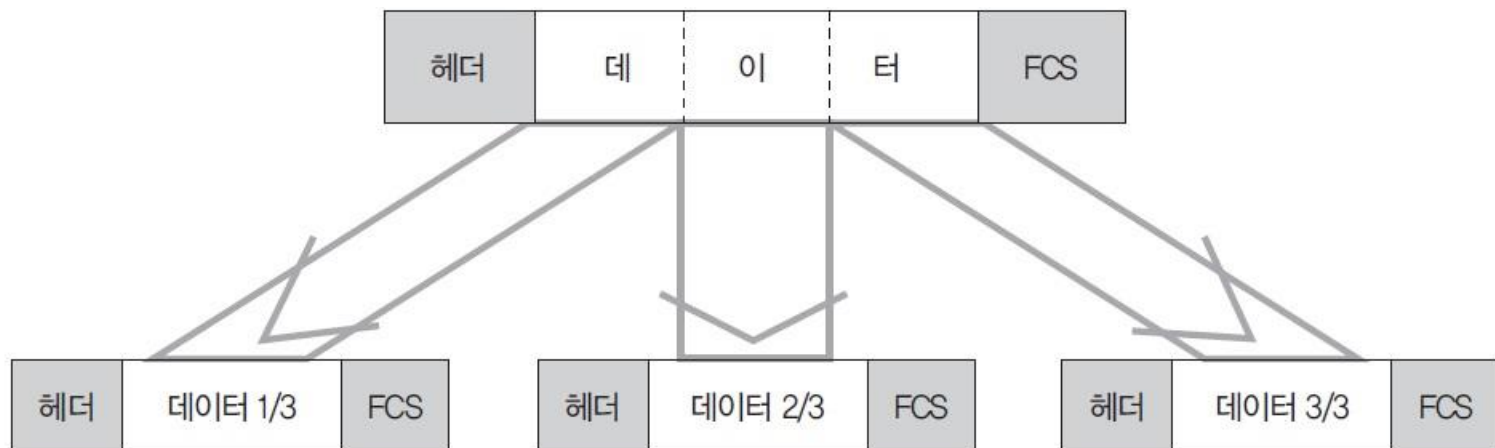 헤더 데 이 터 FCS
헤더 데이터 1/3 FCS 헤더 데이터 2/3 FCS 헤더 데이터 3/3 FCS